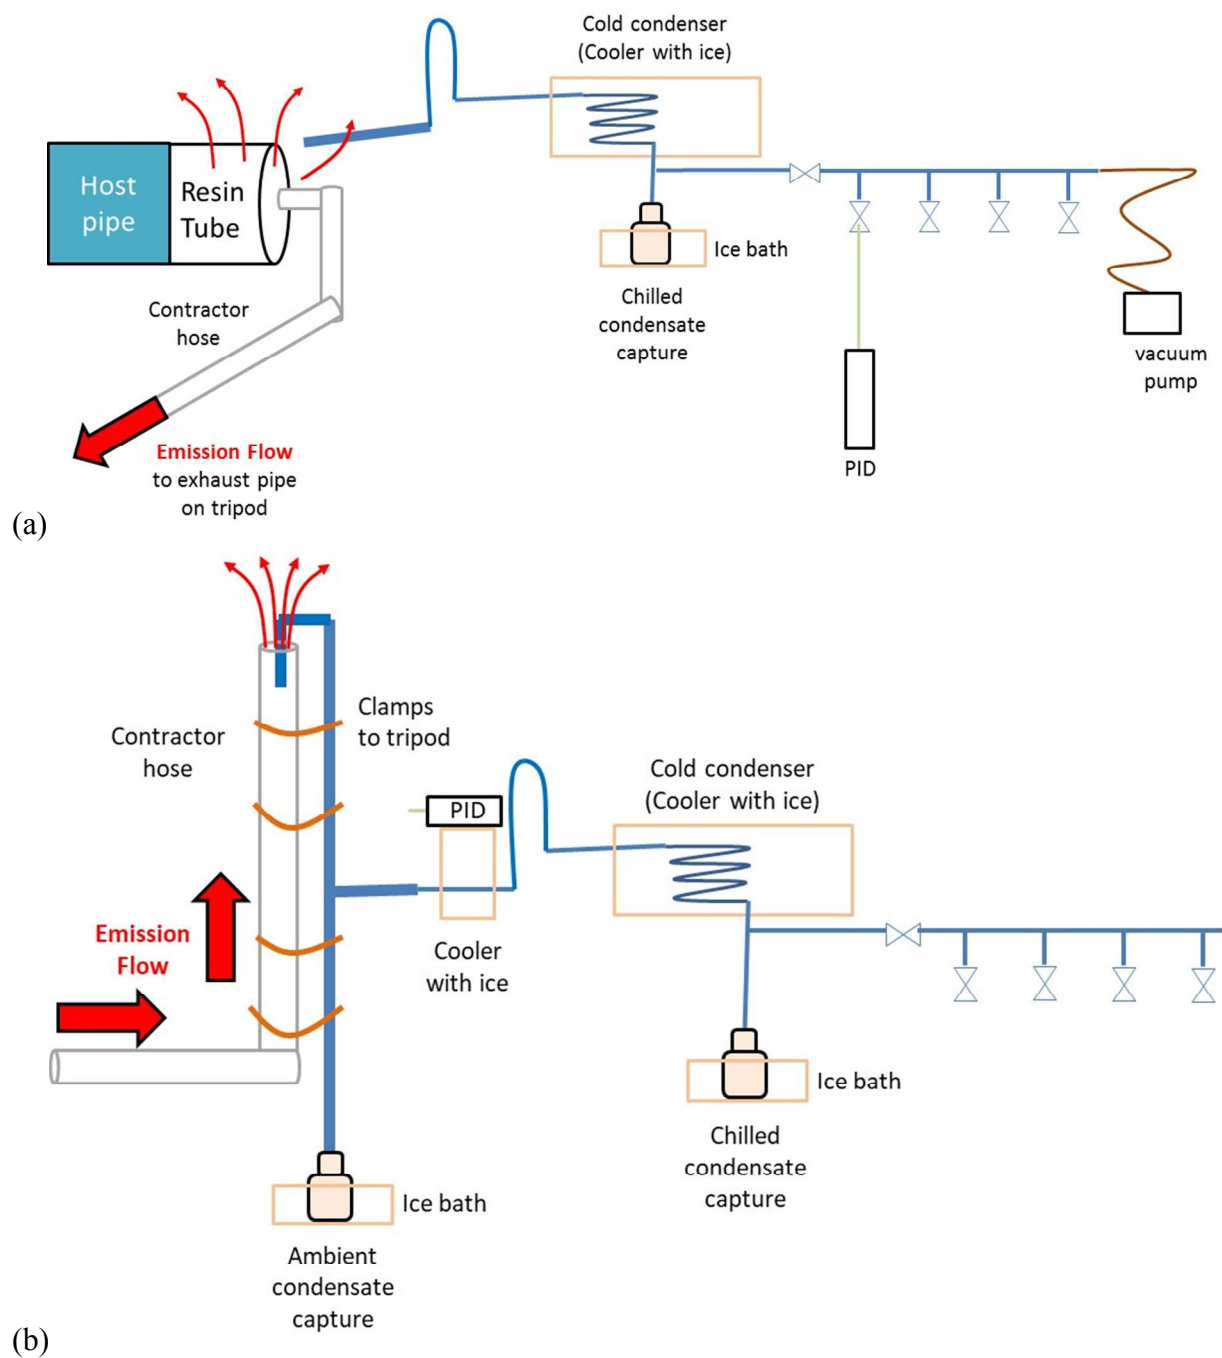 Cold condenser
(Cooler with ice)
Host
pipe
Resin
Tube
Ice bath
Contractor
hose
Chilled
condensate
capture
vacuum
pump
Emission Flow
to exhaust pipe
on tripod
PID
(a)
Clamps
to tripod
Contractor
hose
Cold condenser
(Cooler with ice)
PID
Emission
Flow
Cooler
with ice
Ice bath
Chilled
condensate
capture
Ice bath
Ambient
condensate
capture
(b)